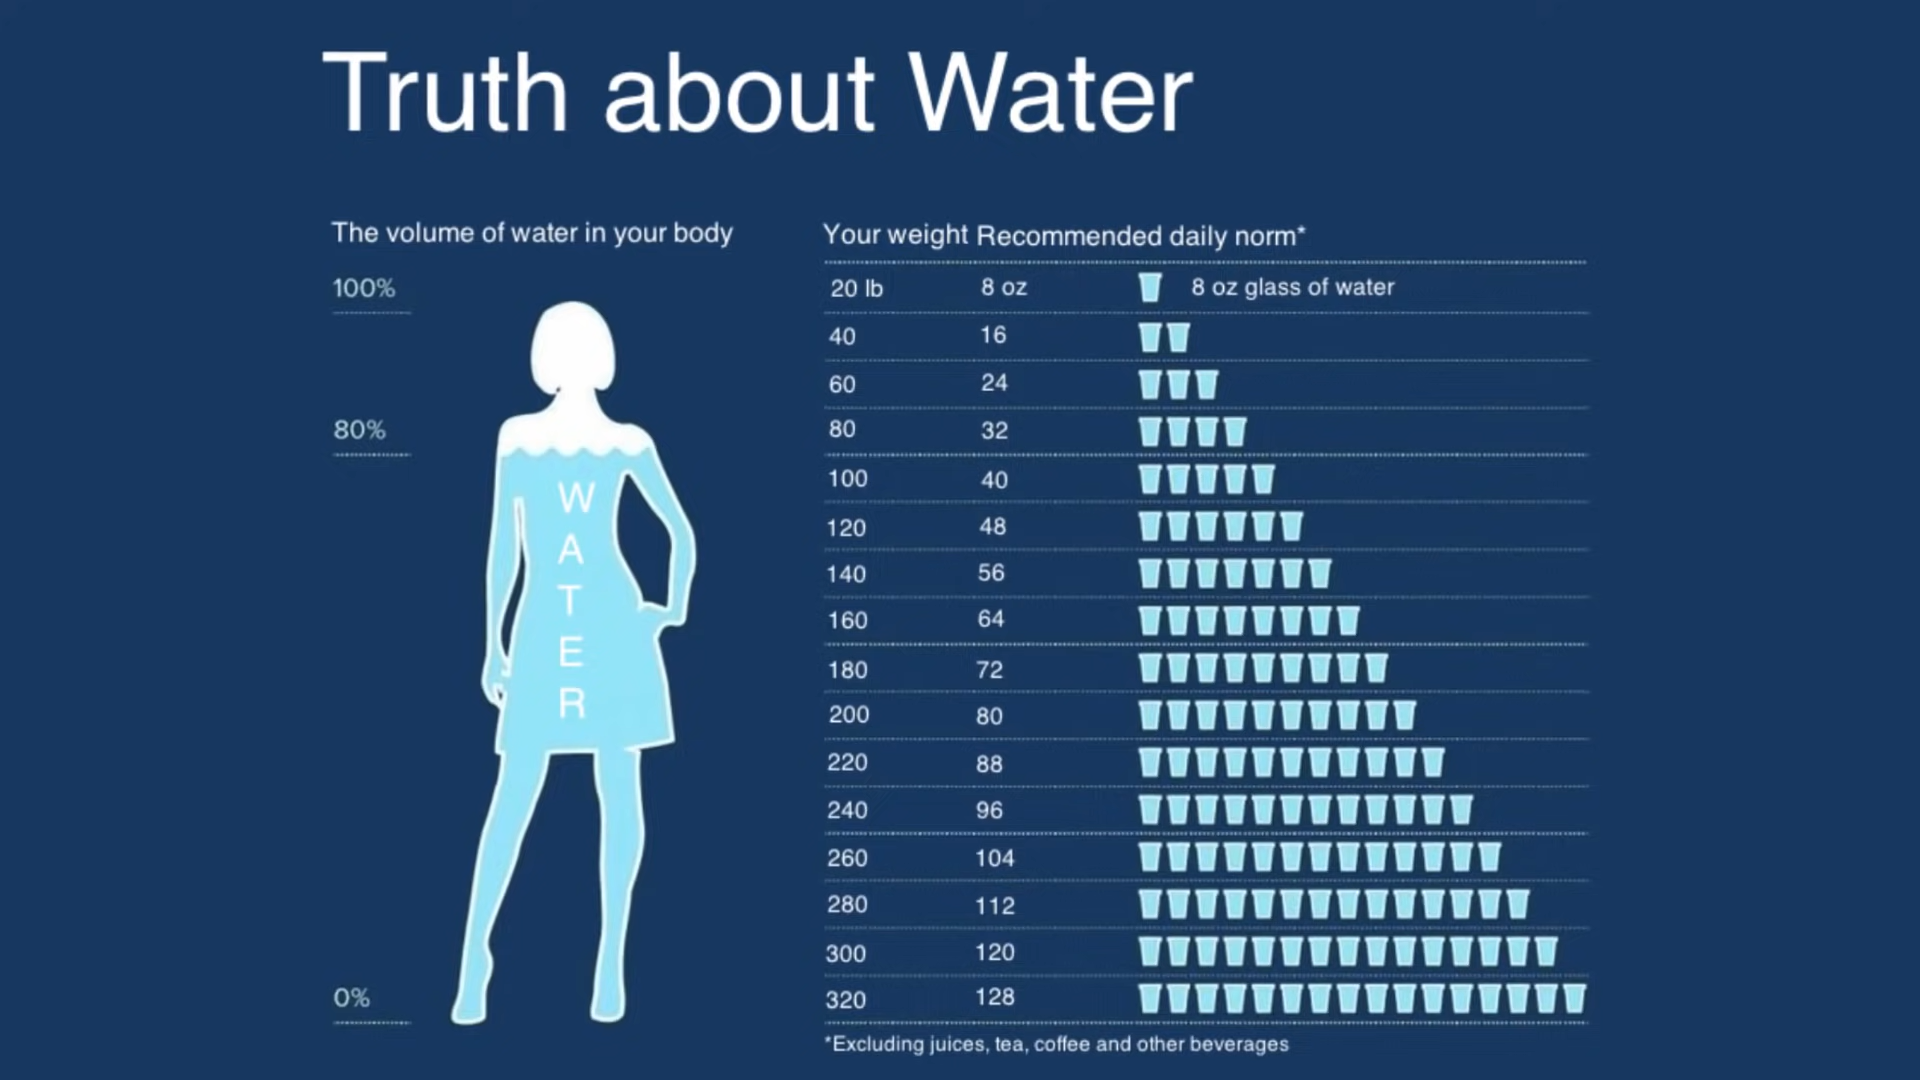 Truth about Water
The volume of water in your body
100%
80%
W
A
T
E
R
0%
Your weight Recommended daily norm*
20 lb 8 oz 8 oz glass of water
40 16
60 24
80 32
100 40
120 48
140 56
160 64
180 72
200 80
220 88
240 96
260 104
280 112
300 120
320 128
*Excluding juices, tea, coffee and other beverages